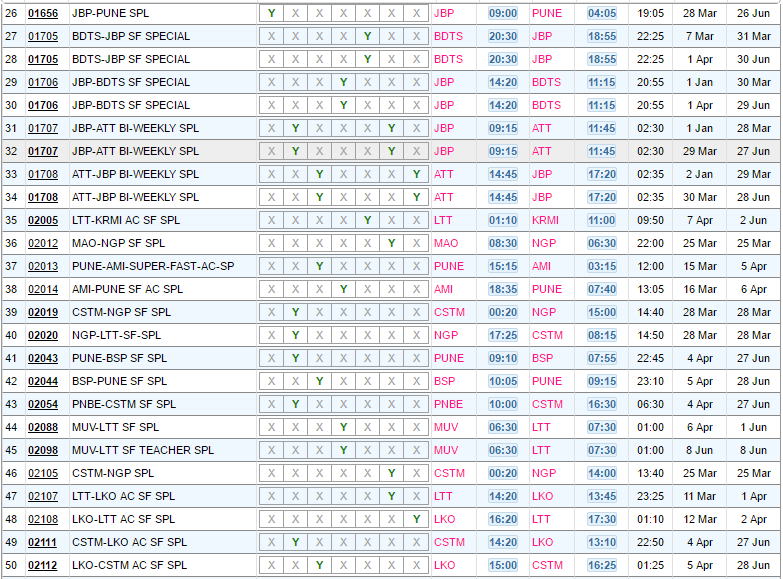 26 01656 JBP-PUNE SPL Y X X X X X X JBP 09:00 PUNE 04:05 19:05 28 Mar 26 Jun
27 01705 BDTS-JBP SF SPECIAL X X X X Y X X BDTS 20:30 JBP 18:55 22:25 7 Mar 31 Mar
28 01705 BDTS-JBP SF SPECIAL X X X X Y X X BDTS 20:30 JBP 18:55 22:25 1 Apr 30 Jun
29 01706 JBP-BDTS SF SPECIAL X X X Y X X X JBP 14:20 BDTS 11:15 20:55 1 Jan 30 Mar
30 01706 JBP-BDTS SF SPECIAL X X X Y X X X JBP 14:20 BDTS 11:15 20:55 1 Apr 29 Jun
31 01707 JBP-ATT BI-WEEKLY SPL X Y X X X Y X JBP 09:15 ATT 11:45 02:30 1 Jan 28 Mar
32 01707 JBP-ATT BI-WEEKLY SPL X Y X X X Y X JBP 09:15 ATT 11:45 02:30 29 Mar 27 Jun
33 01708 ATT-JBP BI-WEEKLY SPL X X Y X X X Y ATT 14:45 JBP 17:20 02:35 2 Jan 29 Mar
34 01708 ATT-JBP BI-WEEKLY SPL X X Y X X X Y ATT 14:45 JBP 17:20 02:35 30 Mar 28 Jun
35 02005 LTT-KRMI AC SF SPL X X X X Y X X LTT 01:10 KRMI 11:00 09:50 7 Apr 2 Jun
36 02012 MAO-NGP SF SPL X X X X X Y X MAO 08:30 NGP 06:30 22:00 25 Mar 25 Mar
37 02013 PUNE-AMI-SUPER-FAST-AC-SP X X Y X X X X PUNE 15:15 AMI 03:15 12:00 15 Mar 5 Apr
38 02014 AMI-PUNE SF AC SPL X X X Y X X X AMI 18:35 PUNE 07:40 13:05 16 Mar 6 Apr
39 02019 CSTM-NGP SF SPL X Y X X X X X CSTM 00:20 NGP 15:00 14:40 28 Mar 28 Mar
40 02020 NGP-LTT-SF-SPL X Y X X X X X NGP 17:25 CSTM 08:15 14:50 28 Mar 28 Mar
41 02043 PUNE-BSP SF SPL X Y X X X X X PUNE 09:10 BSP 07:55 22:45 4 Apr 27 Jun
42 02044 BSP-PUNE SF SPL X X Y X X X X BSP 10:05 PUNE 09:15 23:10 5 Apr 28 Jun
43 02054 PNBE-CSTM SF SPL X Y X X X X X PNBE 10:00 CSTM 16:30 06:30 4 Apr 27 Jun
44 02088 MUV-LTT SF SPL X X X Y X X X MUV 06:30 LTT 07:30 01:00 6 Apr 1 Jun
45 02098 MUV-LTT SF TEACHER SPL X X X Y X X X MUV 06:30 LTT 07:30 01:00 8 Jun 8 Jun
46 02105 CSTM-NGP SPL X X X X X Y X CSTM 00:20 NGP 14:00 13:40 25 Mar 25 Mar
47 02107 LTT-LKO AC SF SPL X X X X X Y X LTT 14:20 LKO 13:45 23:25 11 Mar 1 Apr
48 02108 LKO-LTT AC SF SPL X X X X X X Y LKO 16:20 LTT 17:30 01:10 12 Mar 2 Apr
49 02111 CSTM-LKO AC SF SPL X Y X X X X X CSTM 14:20 LKO 13:10 22:50 4 Apr 27 Jun
50 02112 LKO-CSTM AC SF SPL X X Y X X X X LKO 15:00 CSTM 16:25 01:25 5 Apr 28 Jun